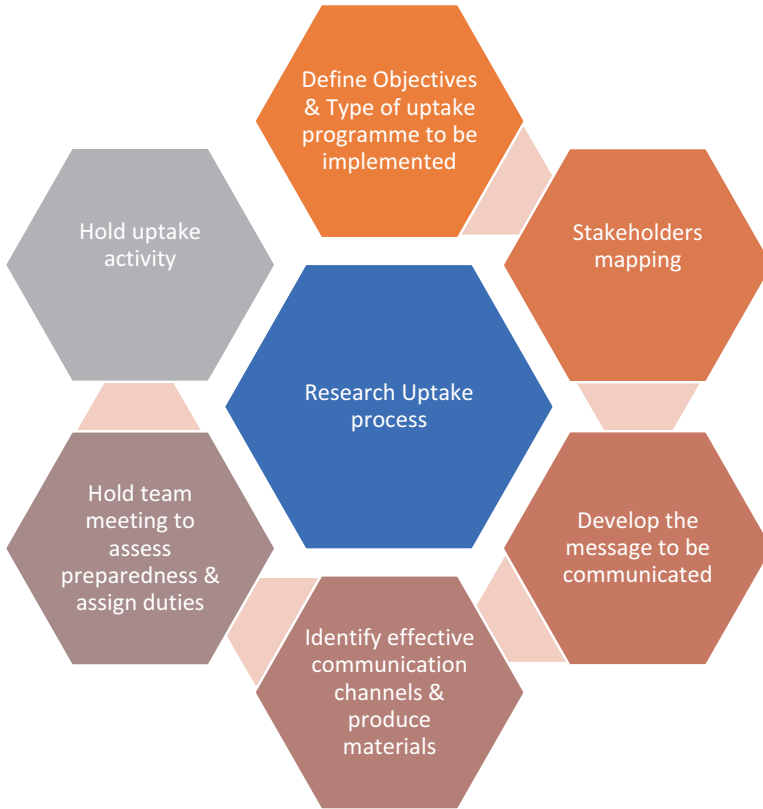 Define Objectives
& Type of uptake
programme to be
implemented
Stakeholders
mapping
Develop the
message to be
communicated
Identify effective
communication
channels &
produce
materials
Hold team
meeting to
assess
preparedness &
assign duties
Hold uptake
activity
Research Uptake
process